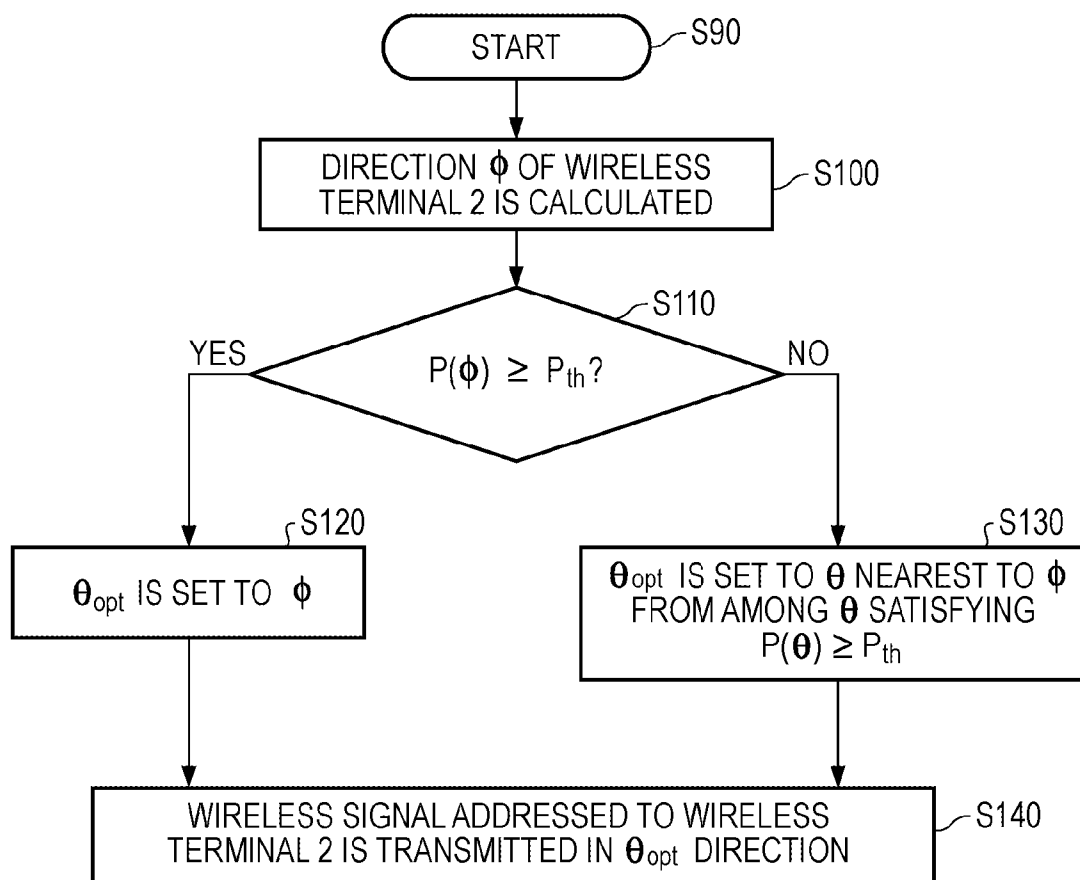 START
S90
DIRECTION ϕ OF WIRELESS
TERMINAL 2 IS CALCULATED
S100
S110
P(ϕ) ≥ Pth?
YES
NO
S120
θopt IS SET TO ϕ
S130
θopt IS SET TO θ NEAREST TO ϕ
FROM AMONG θ SATISFYING
P(θ) ≥ Pth
WIRELESS SIGNAL ADDRESSED TO WIRELESS
TERMINAL 2 IS TRANSMITTED IN θopt DIRECTION
S140